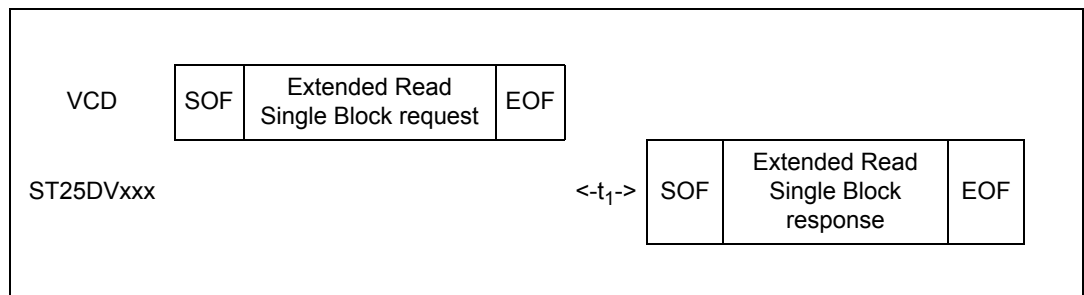 VCD
SOF
Extended Read
Single Block request
EOF
ST25DVxxx
<-t1->
SOF
Extended Read
Single Block
response
EOF